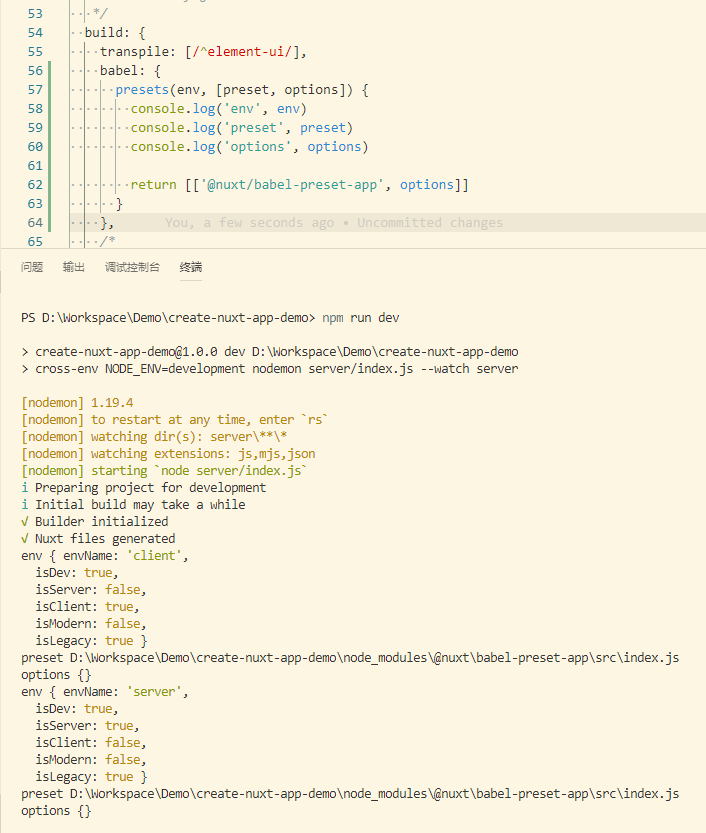 53 */
54 build: {
55 transpile: [/^element-ui/],
56 babel: {
57 presets(env, [preset, options]) {
58 console.log('env', env)
59 console.log('preset', preset)
60 console.log('options', options)
61
62 return [['@nuxt/babel-preset-app', options]]
63 }
64 }, You, a few seconds ago • Uncommitted changes
65 /*
问题 输出 调试控制台 终端
PS D:\Workspace\Demo\create-nuxt-app-demo> npm run dev
> create-nuxt-app-demo@1.0.0 dev D:\Workspace\Demo\create-nuxt-app-demo
> cross-env NODE_ENV=development nodemon server/index.js --watch server
[nodemon] 1.19.4
[nodemon] to restart at any time, enter `rs`
[nodemon] watching dir(s): server\**\*
[nodemon] watching extensions: js,mjs,json
[nodemon] starting `node server/index.js`
i Preparing project for development
i Initial build may take a while
√ Builder initialized
√ Nuxt files generated
env { envName: 'client',
isDev: true,
isServer: false,
isClient: true,
isModern: false,
isLegacy: true }
preset D:\Workspace\Demo\create-nuxt-app-demo\node_modules\@nuxt\babel-preset-app\src\index.js
options {}
env { envName: 'server',
isDev: true,
isServer: true,
isClient: false,
isModern: false,
isLegacy: true }
preset D:\Workspace\Demo\create-nuxt-app-demo\node_modules\@nuxt\babel-preset-app\src\index.js
options {}